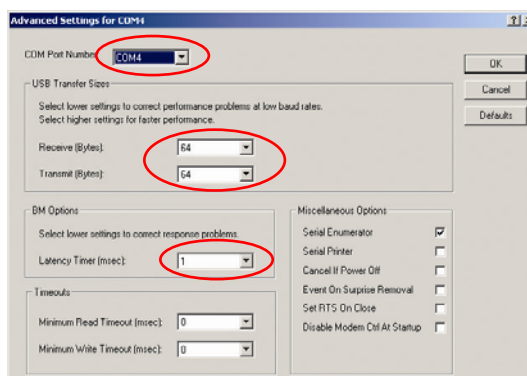 Advanced Settings for COM4
COM Port Number: COM4
OK
Cancel
Defaults
USB Transfer Sizes
Select lower settings to correct performance problems at low baud rates.
Select higher settings for faster performance.
Receive (Bytes): 64
Transmit (Bytes): 64
BM Options
Select lower settings to correct response problems.
Latency Timer (msec): 1
Timeouts
Minimum Read Timeout (msec): 0
Minimum Write Timeout (msec): 0
Miscellaneous Options
Serial Enumerator
Serial Printer
Cancel If Power Off
Event On Surprise Removal
Set RTS On Close
Disable Modem Ctrl At Startup